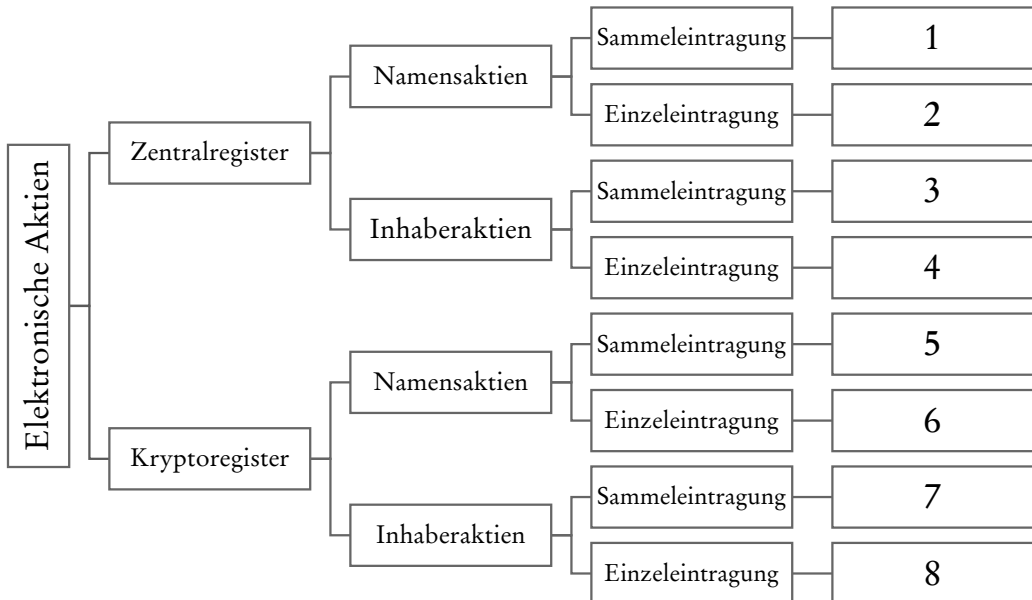 Elektronische Aktien
Zentralregister
Namensaktien
Sammeleintragung
1
Einzeleintragung
2
Inhaberaktien
Sammeleintragung
3
Einzeleintragung
4
Kryptoregister
Namensaktien
Sammeleintragung
5
Einzeleintragung
6
Inhaberaktien
Sammeleintragung
7
Einzeleintragung
8